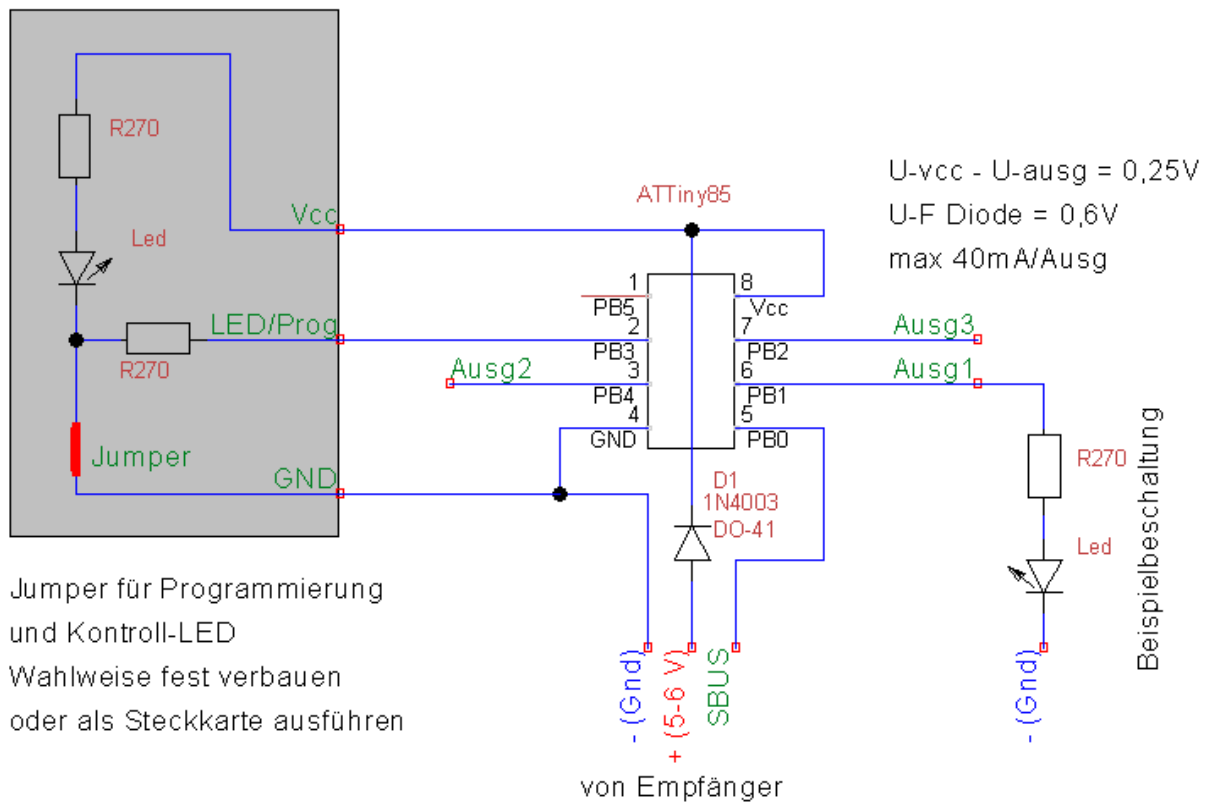 R270
Led
Vcc
LED/Prog
R270
Jumper
GND
Jumper für Programmierung
und Kontroll-LED
Wahlweise fest verbauen
oder als Steckkarte ausführen
ATTiny85
1
PB5
2
PB3
3
PB4
4
GND
8
Vcc
7
PB2
6
PB1
5
PB0
Ausg2
Ausg3
Ausg1
D1
1N4003
DO-41
- (Gnd)
+ (5-6 V)
SBUS
von Empfänger
U-vcc - U-ausg = 0,25V
U-F Diode = 0,6V
max 40mA/Ausg
R270
Led
- (Gnd)
Beispielbeschaltung